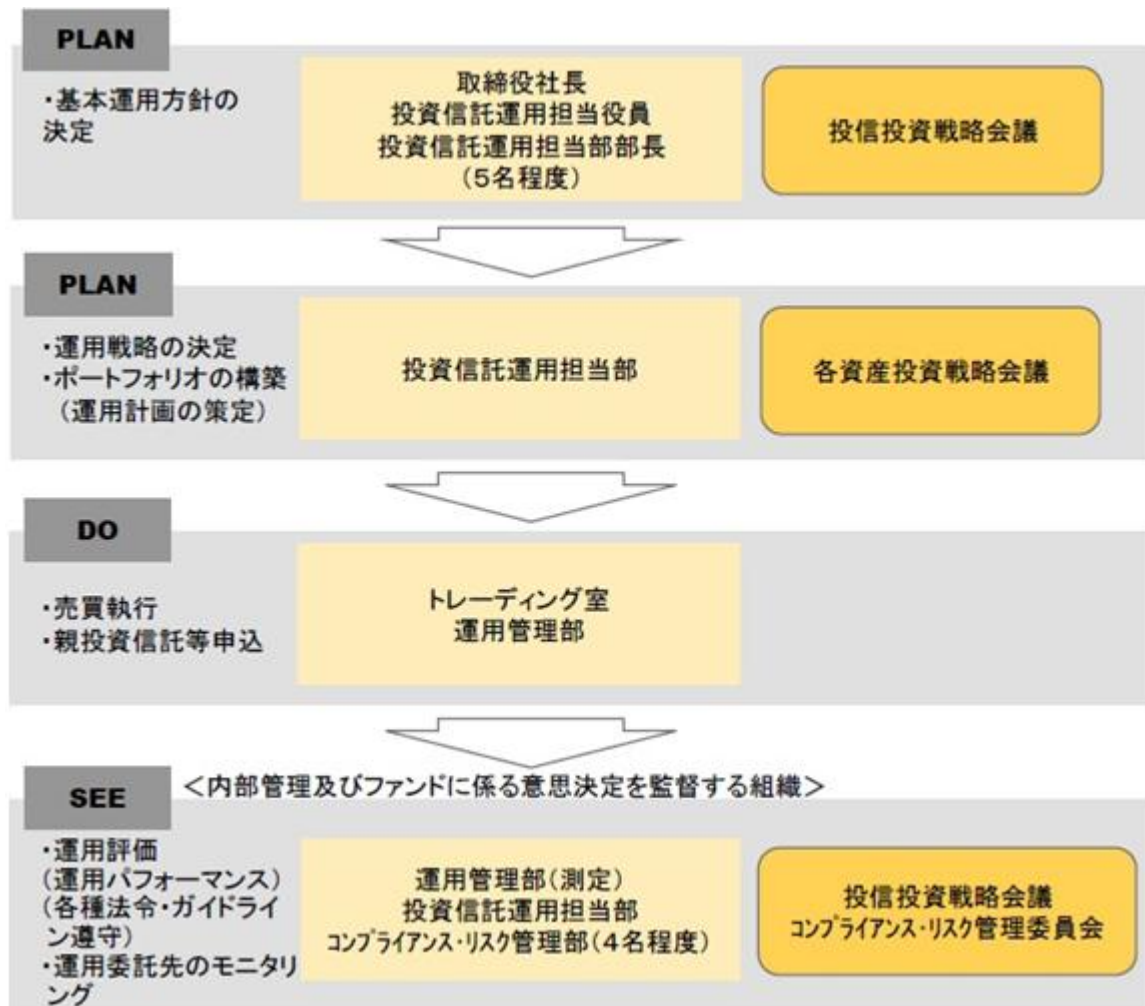 PLAN
・基本運用方針の
決定
取締役社長
投資信託運用担当役員
投資信託運用担当部部長
(5名程度)
投信投資戦略会議
PLAN
・運用戦略の決定
・ポートフォリオの構築
(運用計画の策定)
投資信託運用担当部
各資産投資戦略会議
DO
・売買執行
・親投資信託等申込
トレーディング室
運用管理部
SEE
<内部管理及びファンドに係る意思決定を監督する組織>
・運用評価
(運用パフォーマンス)
(各種法令・ガイドライ
ン遵守)
・運用委託先のモニタリ
ング
運用管理部(測定)
投資信託運用担当部
コンプライアンス・リスク管理部(4名程度)
投信投資戦略会議
コンプライアンス・リスク管理委員会